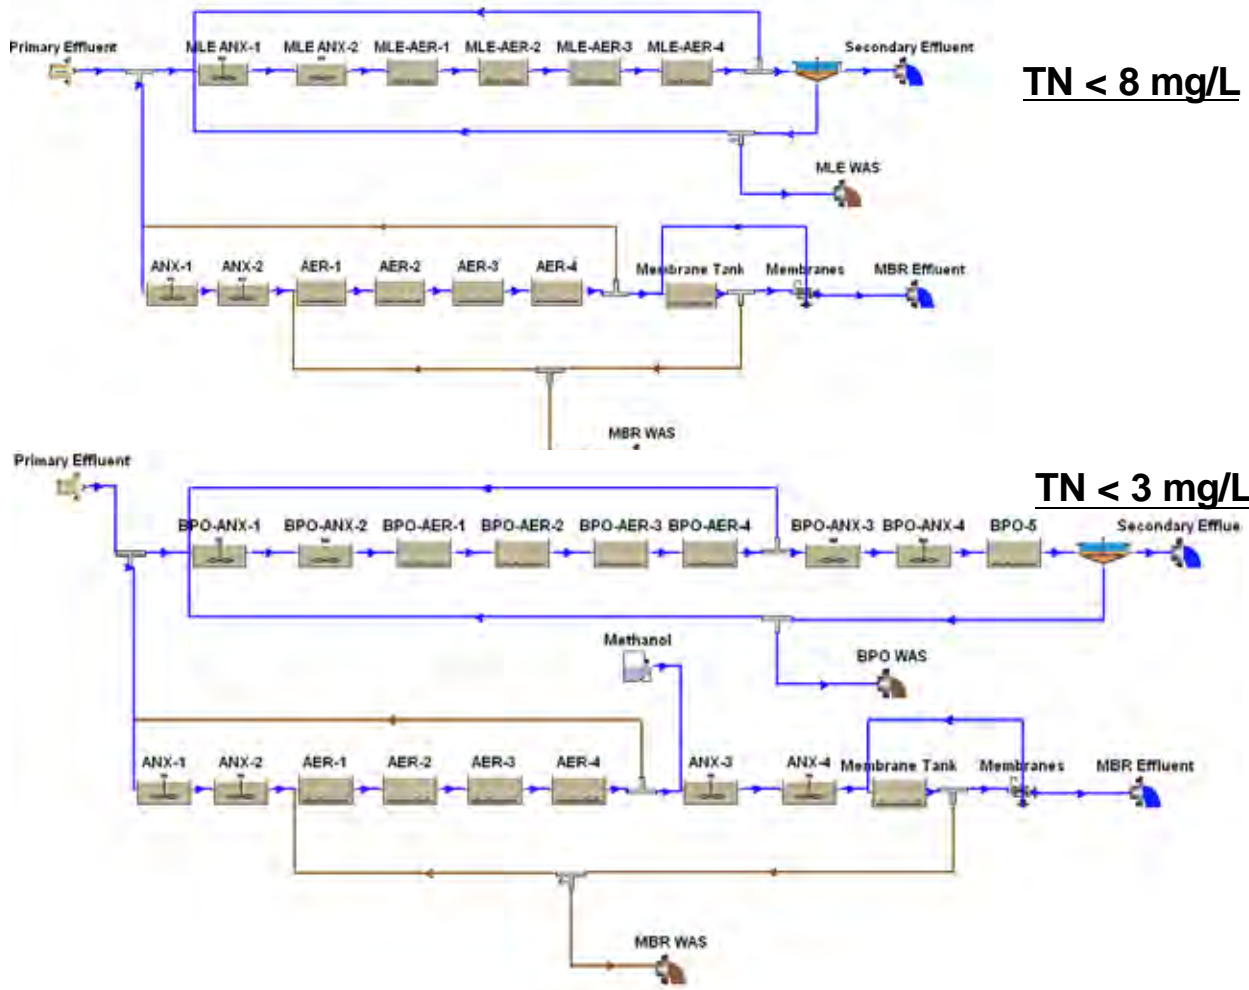 Primary Effluent
MLE ANX-1 MLE ANX-2 MLE-AER-1 MLE-AER-2 MLE-AER-3 MLE-AER-4 Secondary Effluent
TN < 8 mg/L
MLE WAS
ANX-1 ANX-2 AER-1 AER-2 AER-3 AER-4 Membrane Tank Membranes MBR Effluent
MBR WAS
Primary Effluent
TN < 3 mg/L
BPO-ANX-1 BPO-ANX-2 BPO-AER-1 BPO-AER-2 BPO-AER-3 BPO-AER-4 BPO-ANX-3 BPO-ANX-4 BPO-5 Secondary Efflue
Methanol
BPO WAS
ANX-1 ANX-2 AER-1 AER-2 AER-3 AER-4 ANX-3 ANX-4 Membrane Tank Membranes MBR Effluent
MBR WAS